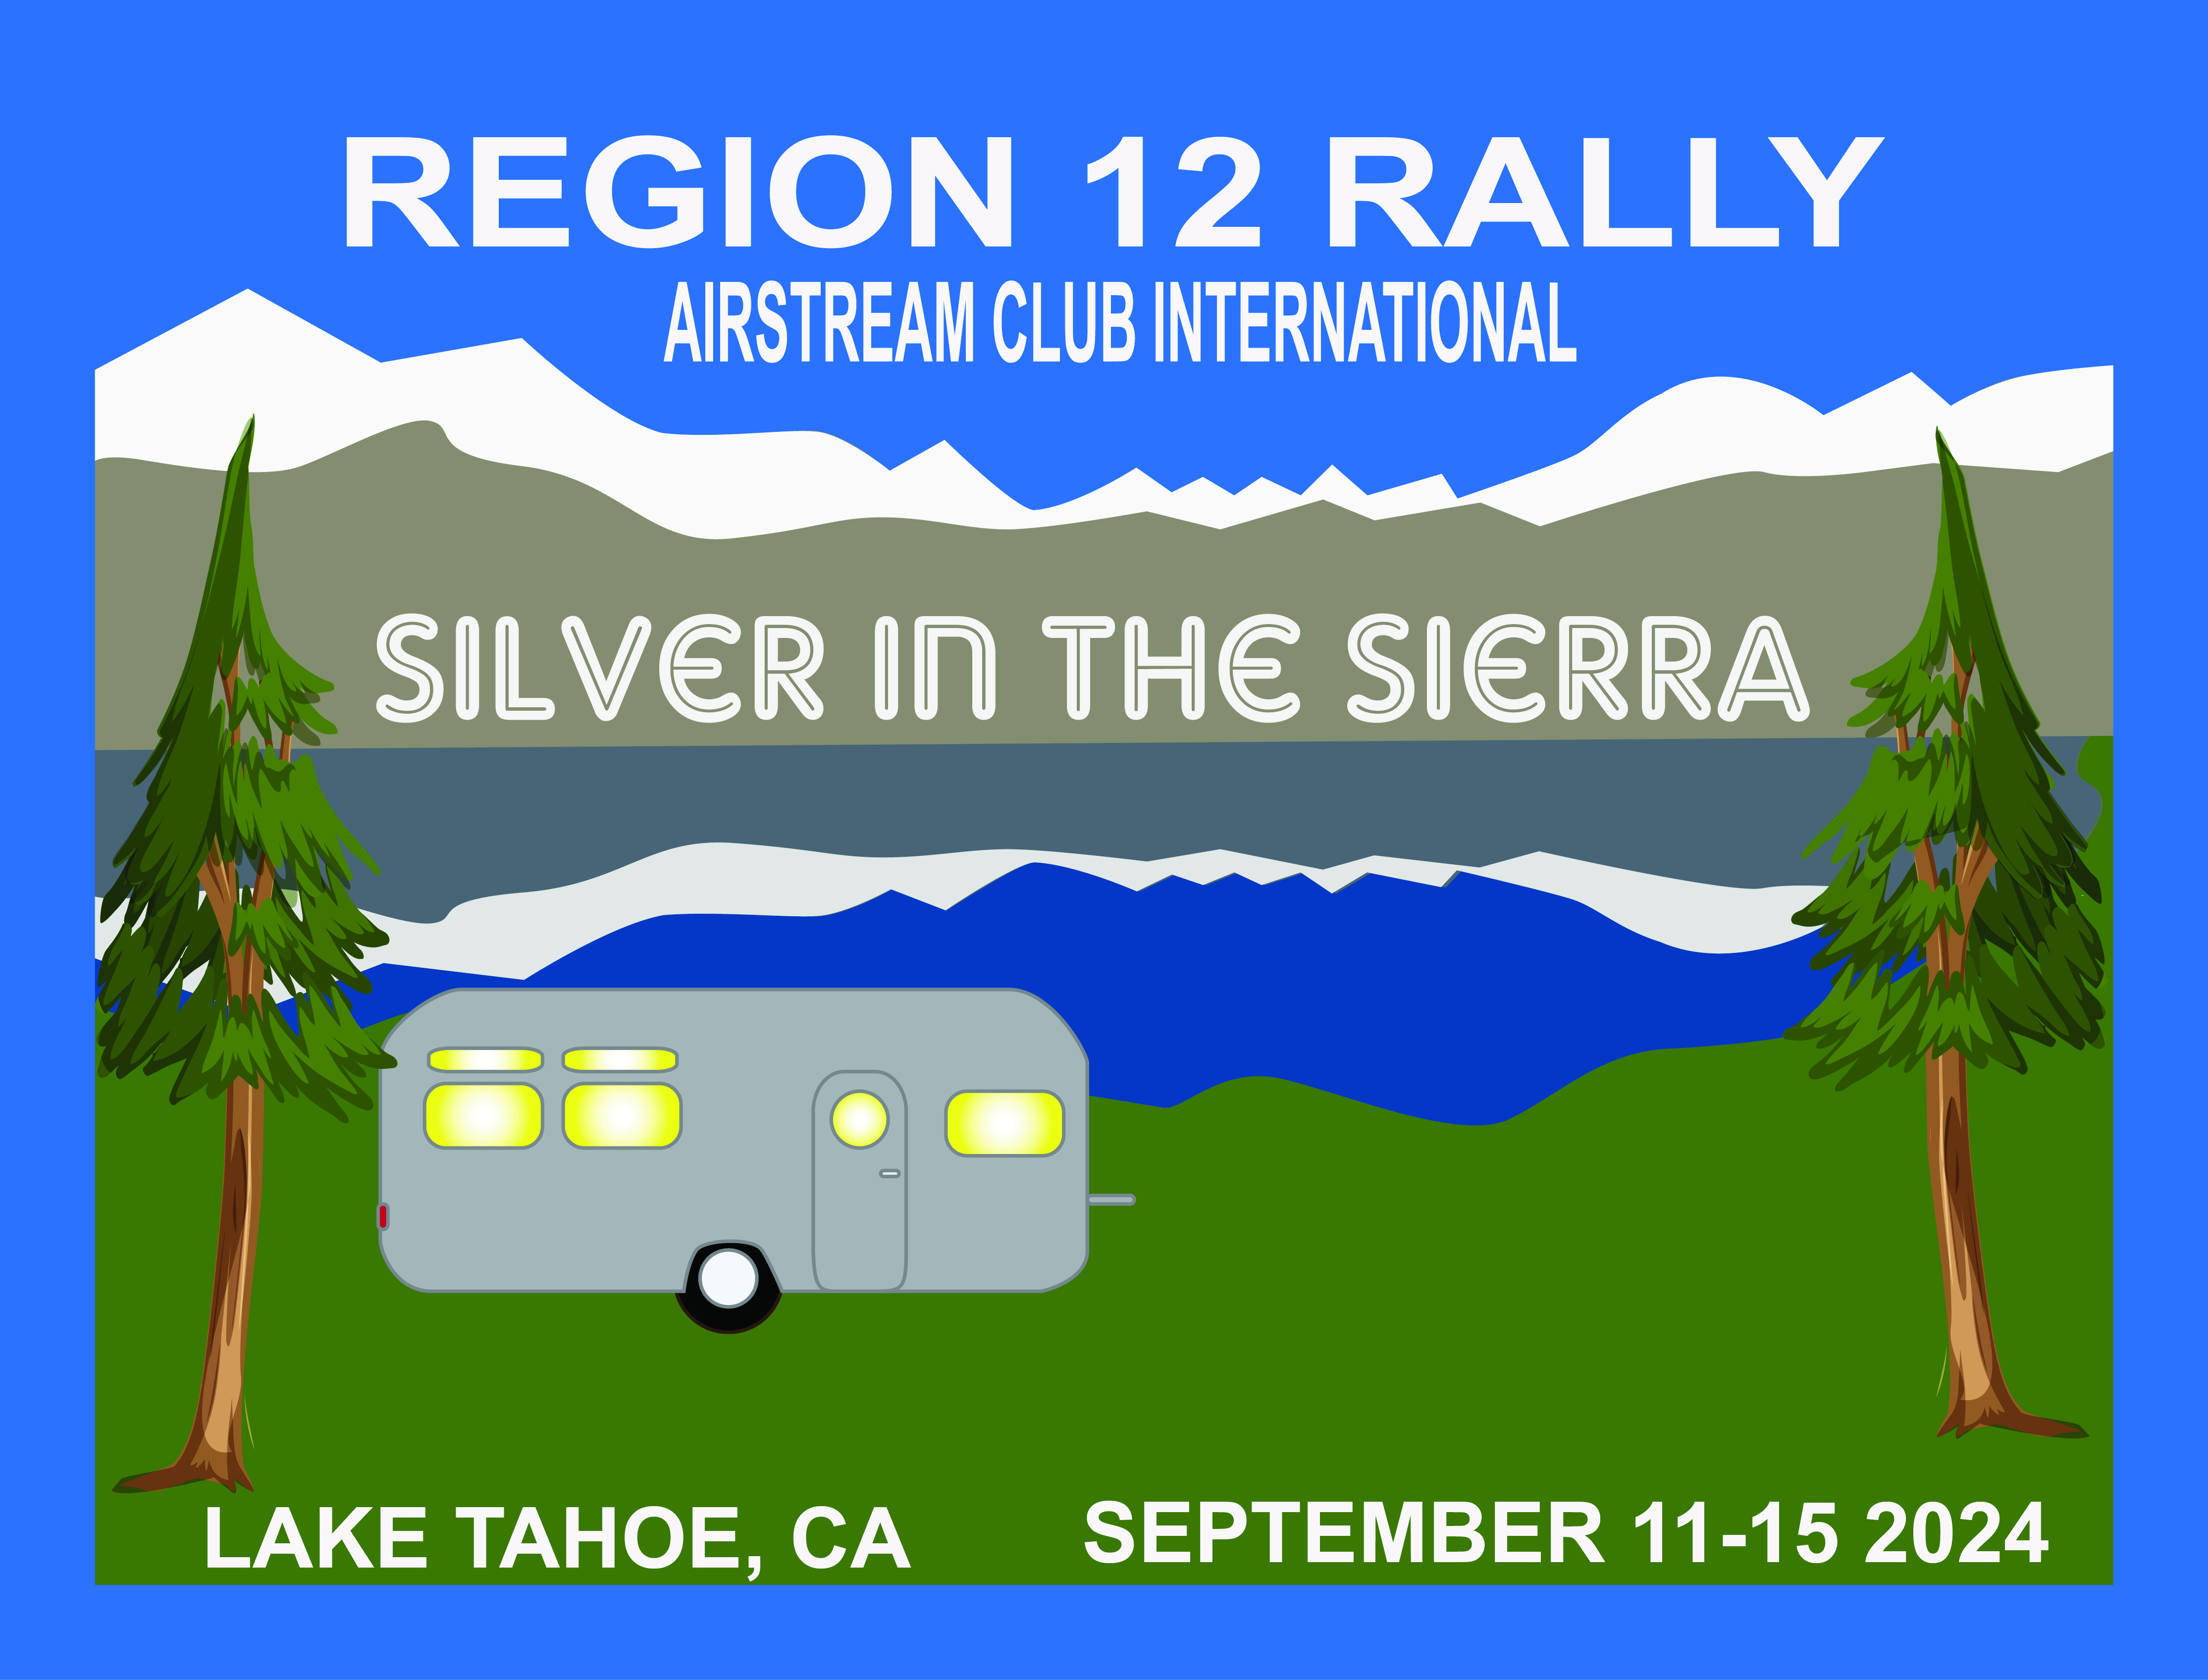 REGION 12 RALLY
AIRSTREAM CLUB INTERNATIONAL
SILVER IN THE SIERRA
LAKE TAHOE, CA
SEPTEMBER 11-15 2024